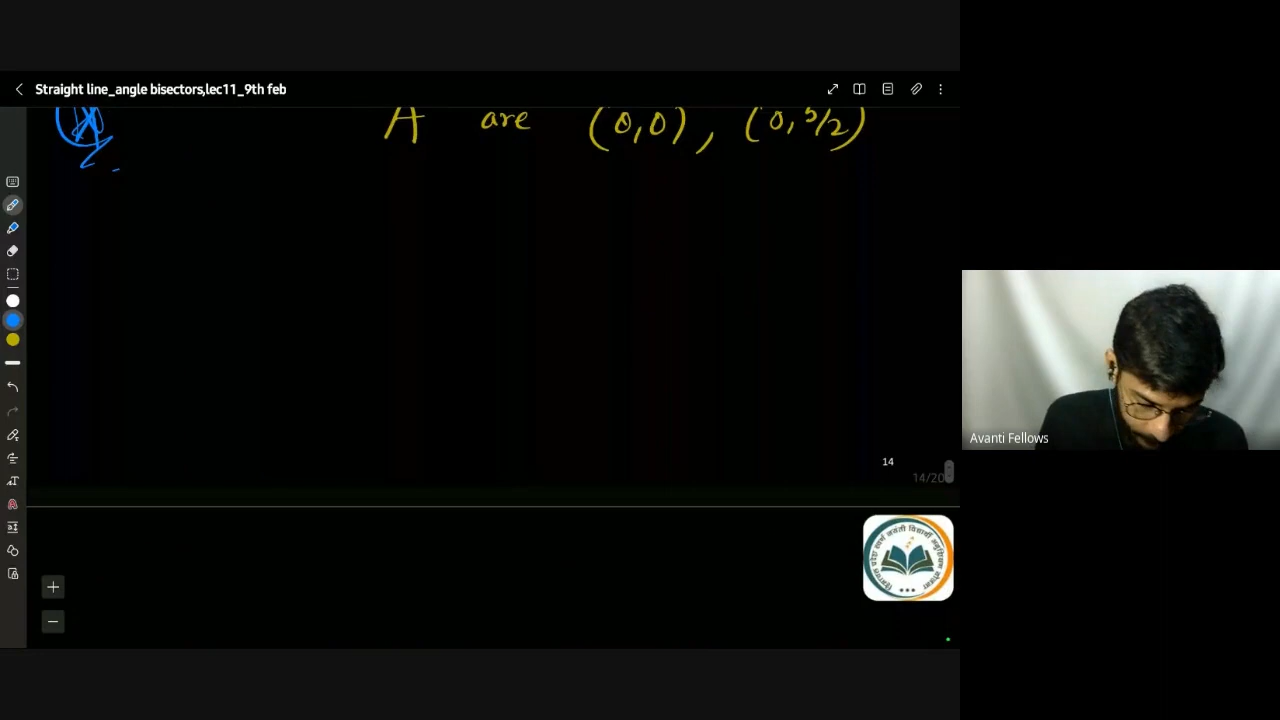 Straight line_angle bisectors,lec11_9th feb
A are (0,0), (0,5/2)
Avanti Fellows
14
14/20